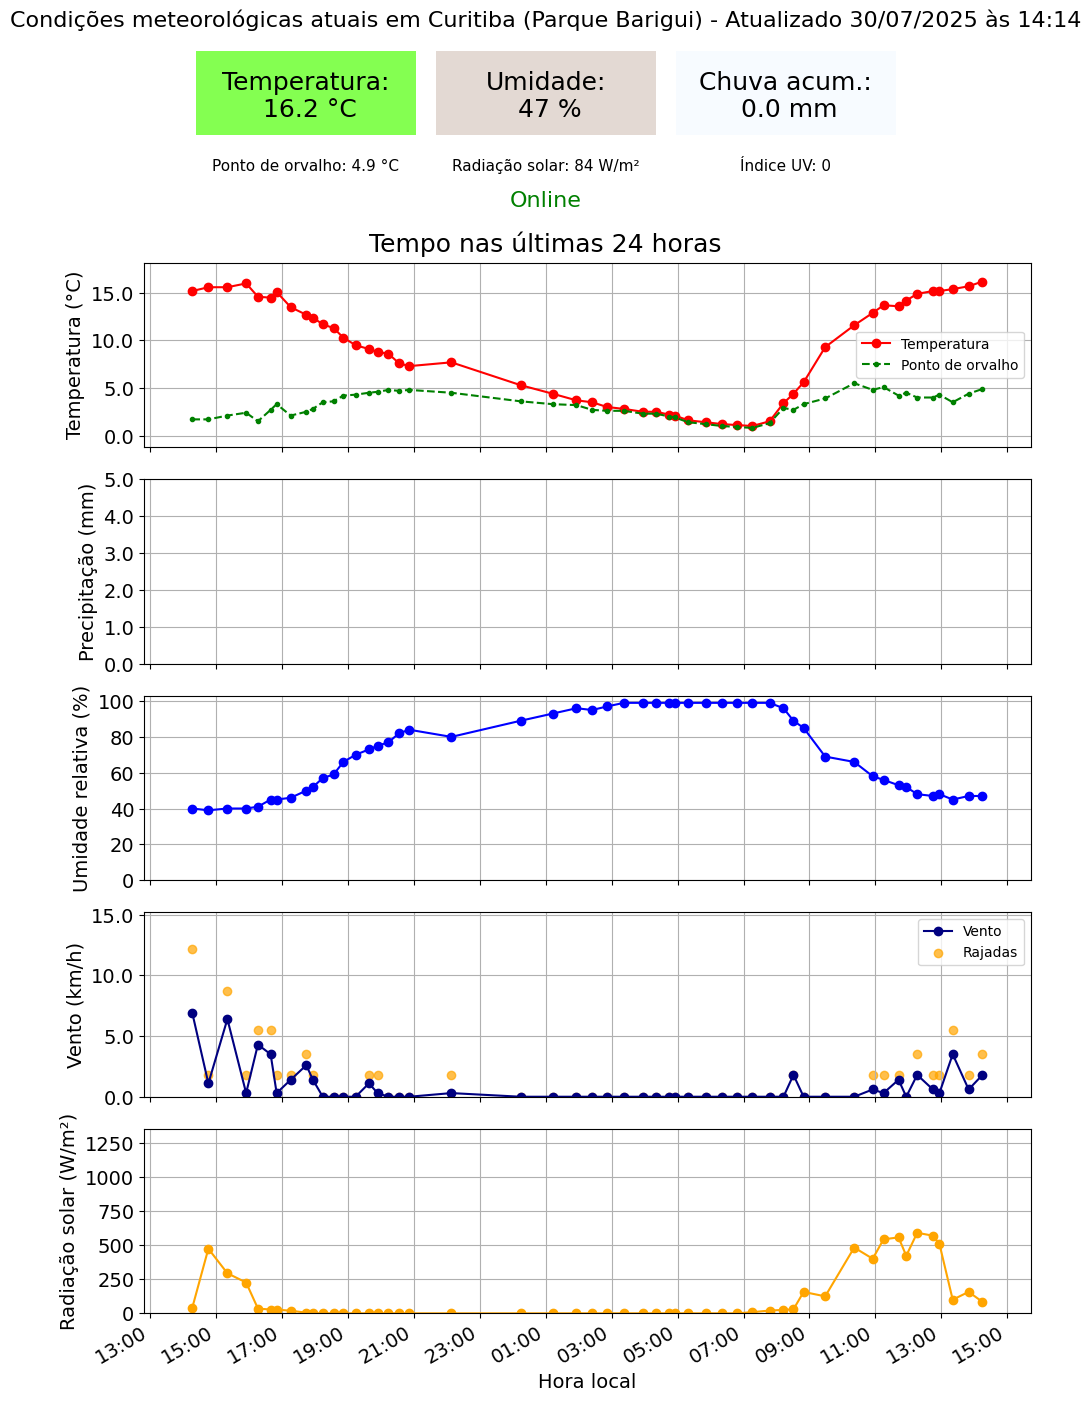 Condições meteorológicas atuais em Curitiba (Parque Barigui) - Atualizado 30/07/2025 às 14:14
Temperatura:
16.2 °C
Umidade:
47 %
Chuva acum.:
0.0 mm
Ponto de orvalho: 4.9 °C
Radiação solar: 84 W/m²
Índice UV: 0
Online
Tempo nas últimas 24 horas
Temperatura (°C)
15.0
10.0
5.0
0.0
Temperatura
Ponto de orvalho
Precipitação (mm)
5.0
4.0
3.0
2.0
1.0
0.0
Umidade relativa (%)
100
80
60
40
20
0
Vento (km/h)
15.0
10.0
5.0
0.0
Vento
Rajadas
Radiação solar (W/m²)
1250
1000
750
500
250
0
13:00
15:00
17:00
19:00
21:00
23:00
01:00
03:00
05:00
07:00
09:00
11:00
13:00
15:00
Hora local